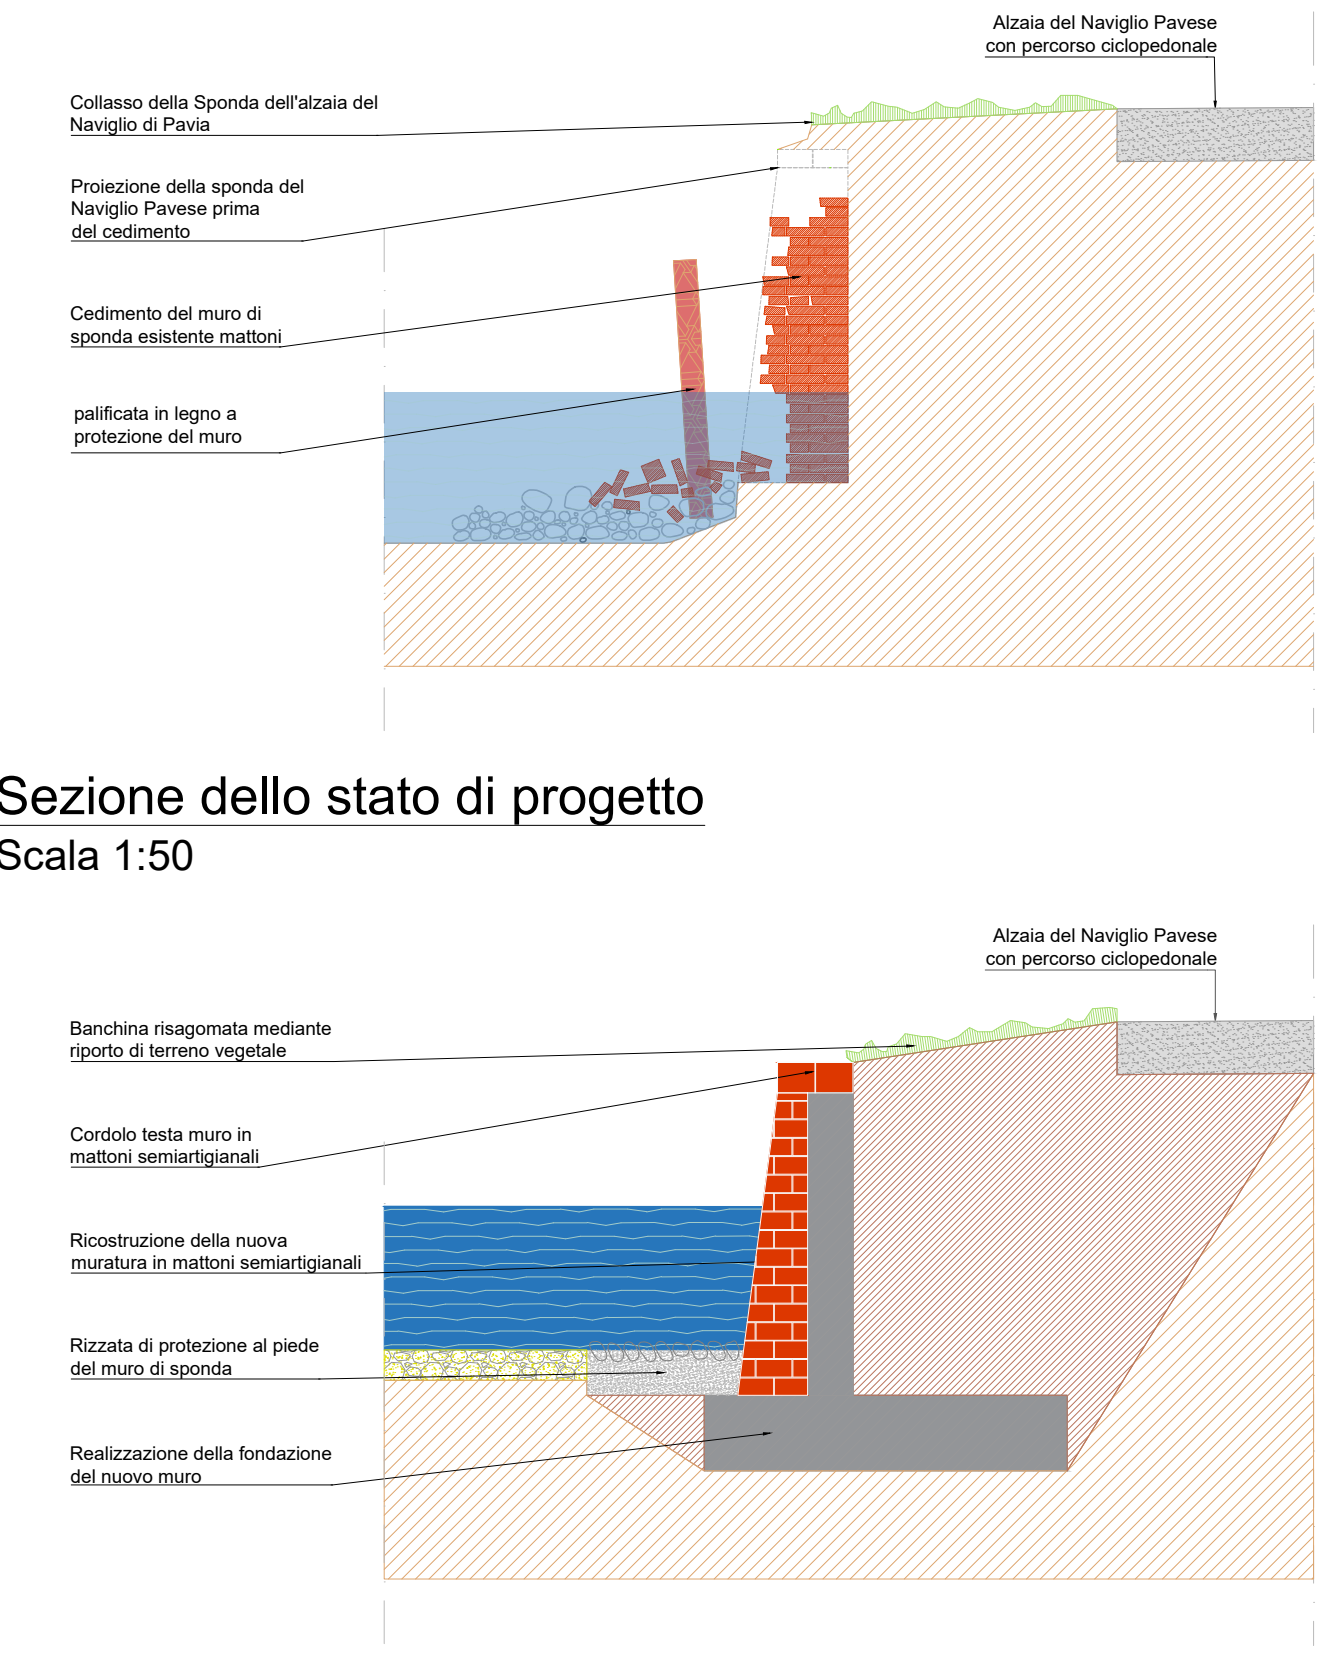 Alzaia del Naviglio Pavese
con percorso ciclopedonale
Collasso della Sponda dell'alzaia del
Naviglio di Pavia
Proiezione della sponda del
Naviglio Pavese prima
del cedimento
Cedimento del muro di
sponda esistente mattoni
palificata in legno a
protezione del muro
Sezione dello stato di progetto
Scala 1:50
Alzaia del Naviglio Pavese
con percorso ciclopedonale
Banchina risagomata mediante
riporto di terreno vegetale
Cordolo testa muro in
mattoni semiartigianali
Ricostruzione della nuova
muratura in mattoni semiartigianali
Rizzata di protezione al piede
del muro di sponda
Realizzazione della fondazione
del nuovo muro